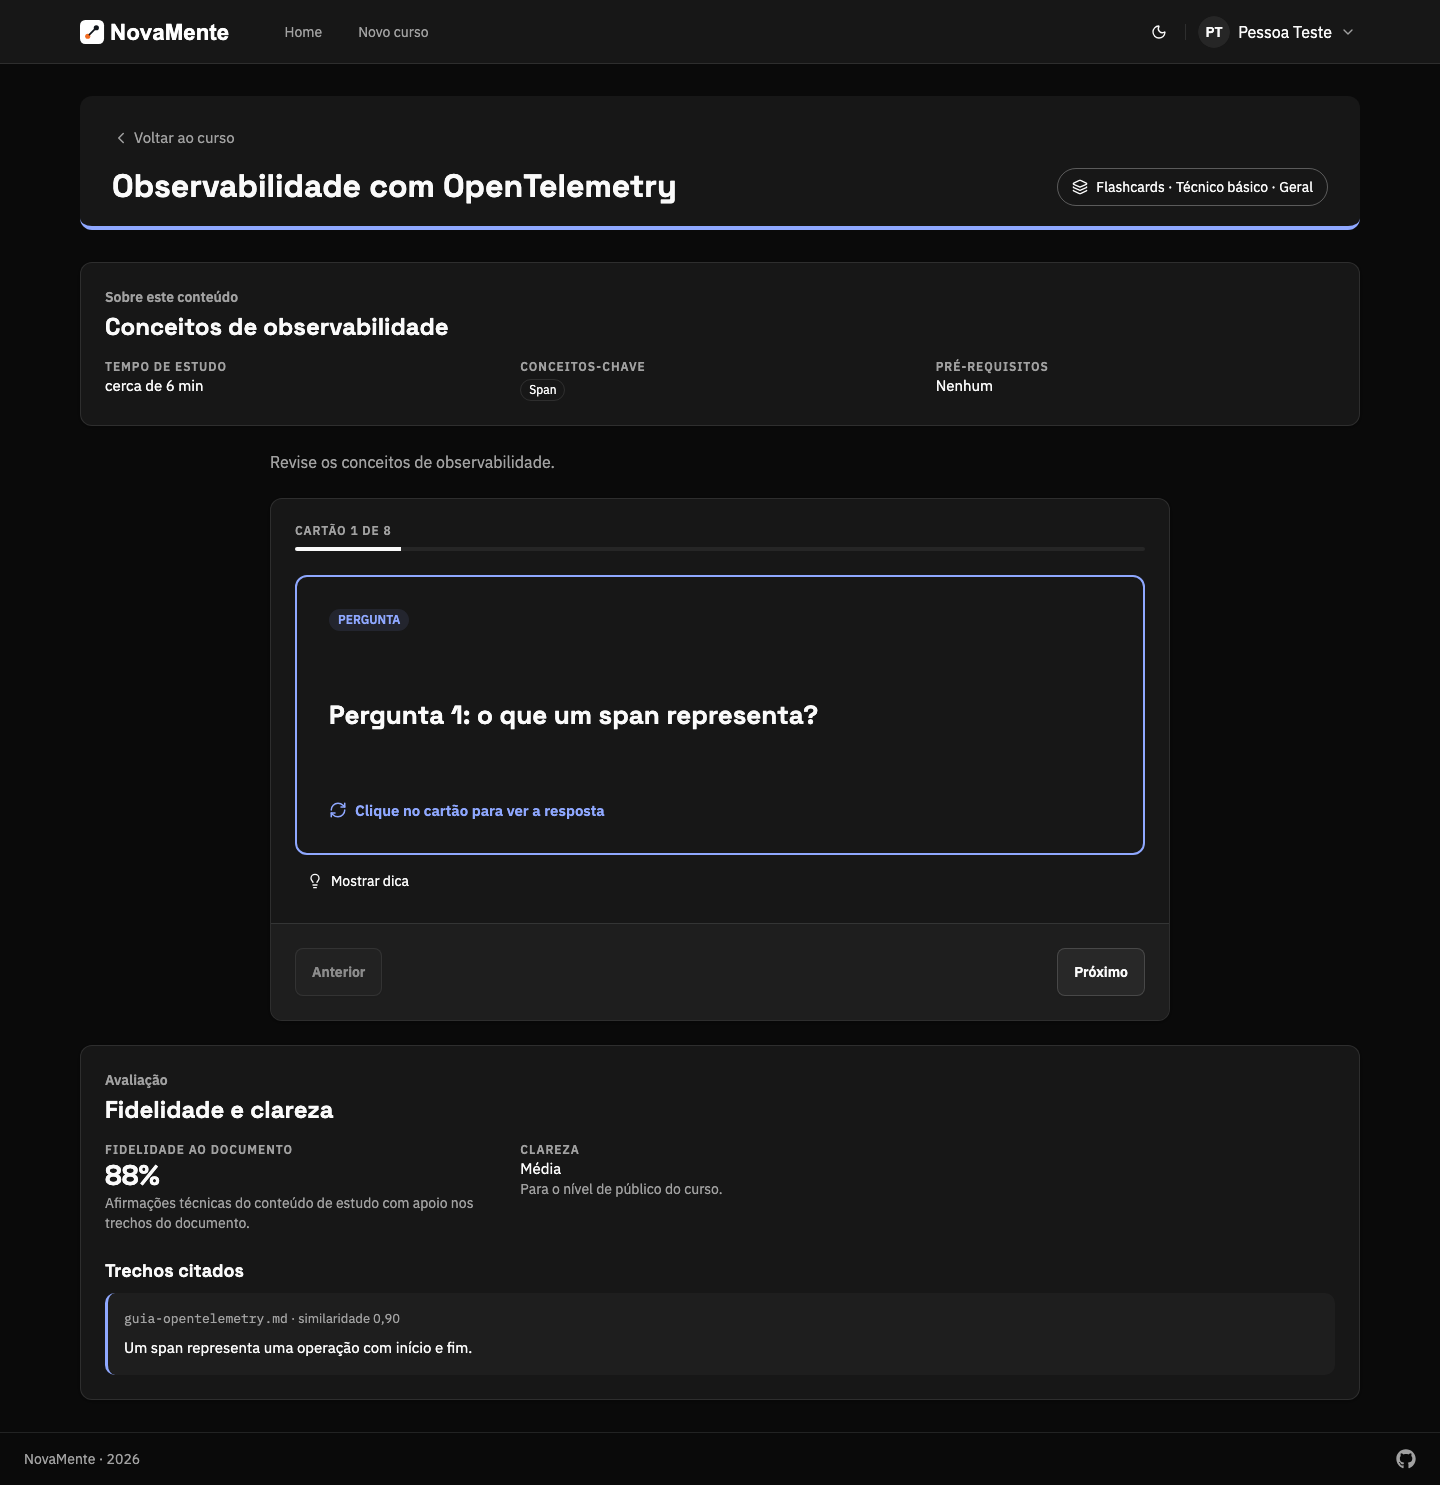 NovaMente
Home
Novo curso
PT
Pessoa Teste
Voltar ao curso
Observabilidade com OpenTelemetry
Flashcards · Técnico básico · Geral
Sobre este conteúdo
Conceitos de observabilidade
TEMPO DE ESTUDO
cerca de 6 min
CONCEITOS-CHAVE
Span
PRÉ-REQUISITOS
Nenhum
Revise os conceitos de observabilidade.
CARTÃO 1 DE 8
PERGUNTA
Pergunta 1: o que um span representa?
Clique no cartão para ver a resposta
Mostrar dica
Anterior
Próximo
Avaliação
Fidelidade e clareza
FIDELIDADE AO DOCUMENTO
88%
Afirmações técnicas do conteúdo de estudo com apoio nos
trechos do documento.
CLAREZA
Média
Para o nível de público do curso.
Trechos citados
guia-opentelemetry.md · similaridade 0,90
Um span representa uma operação com início e fim.
NovaMente · 2026